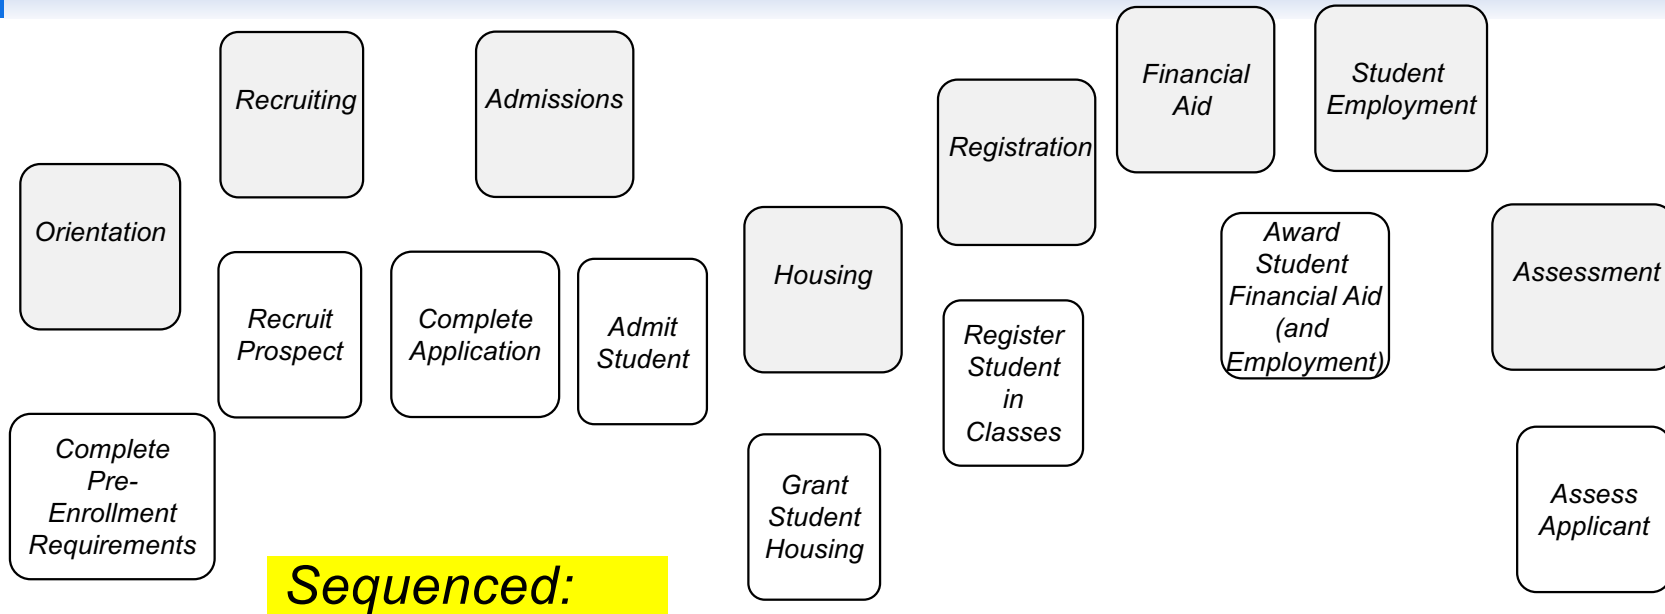 Recruiting
Admissions
Financial
Aid
Student
Employment
Registration
Orientation
Housing
Assessment
Recruit
Prospect
Complete
Application
Admit
Student
Register
Student
in
Classes
Award
Student
Financial Aid
(and
Employment)
Complete
Pre-
Enrollment
Requirements
Grant
Student
Housing
Assess
Applicant
Sequenced: